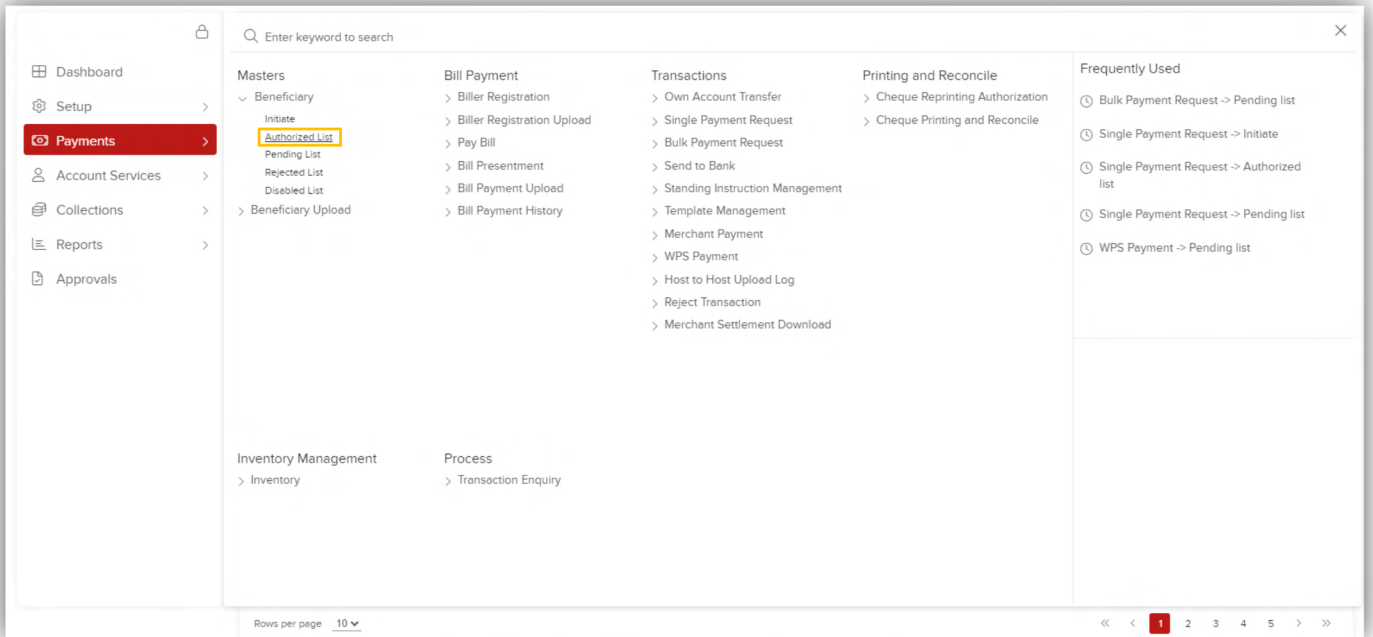 Enter keyword to search
Dashboard
Setup
Payments
Account Services
Collections
Reports
Approvals
Masters
Beneficiary
Initiate
Authorized List
Pending List
Rejected List
Disabled List
Beneficiary Upload
Bill Payment
Biller Registration
Biller Registration Upload
Pay Bill
Bill Presentment
Bill Payment Upload
Bill Payment History
Transactions
Own Account Transfer
Single Payment Request
Bulk Payment Request
Send to Bank
Standing Instruction Management
Template Management
Merchant Payment
WPS Payment
Host to Host Upload Log
Reject Transaction
Merchant Settlement Download
Printing and Reconcile
Cheque Reprinting Authorization
Cheque Printing and Reconcile
Frequently Used
Bulk Payment Request -> Pending list
Single Payment Request -> Initiate
Single Payment Request -> Authorized
list
Single Payment Request -> Pending list
WPS Payment -> Pending list
Inventory Management
Inventory
Process
Transaction Enquiry
Rows per page 10
1 2 3 4 5